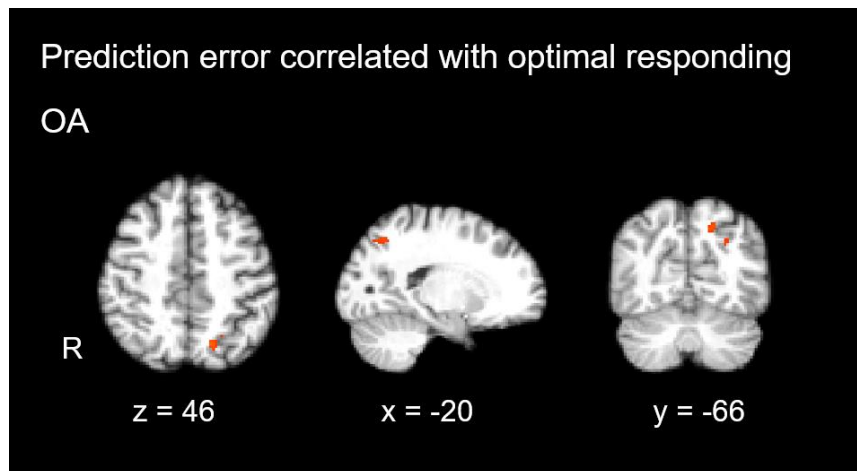 Prediction error correlated with optimal responding
OA
R
z = 46
x = -20
y = -66